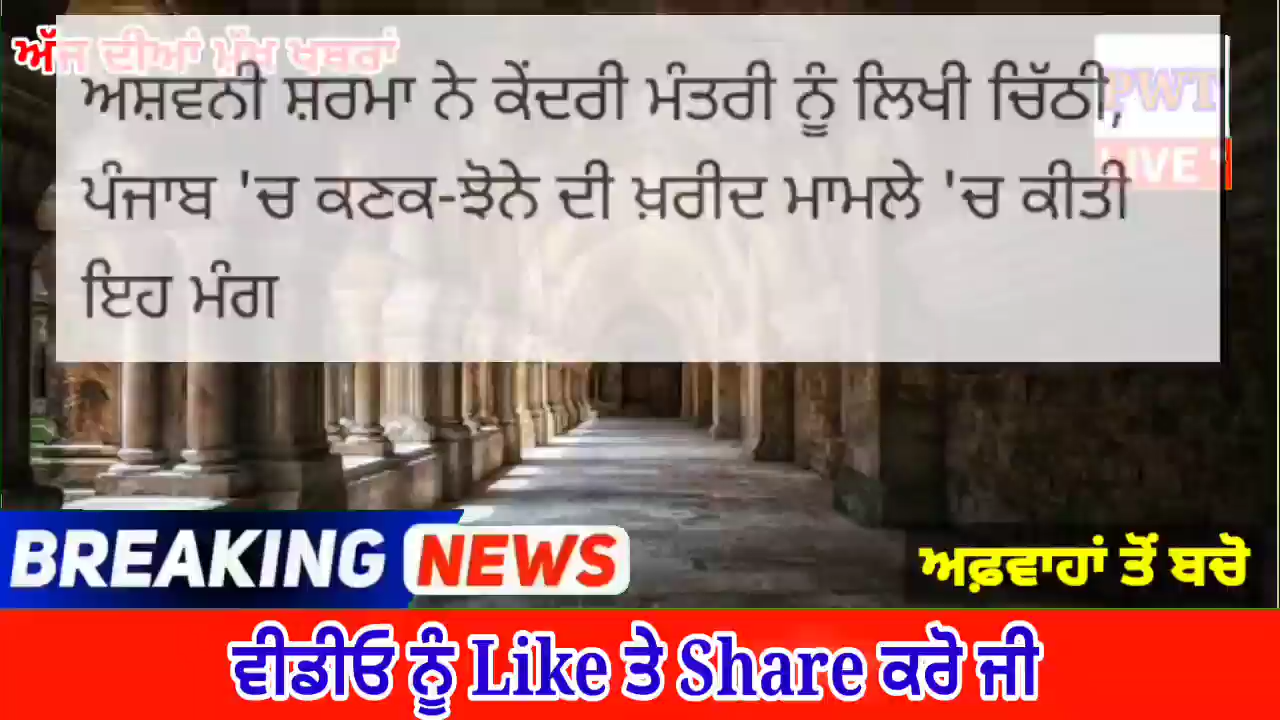 ਅੱਜ ਦੀਆਂ ਮੁੱਖ ਖਬਰਾਂ
ਅਸ਼ਵਨੀ ਸ਼ਰਮਾ ਨੇ ਕੇਂਦਰੀ ਮੰਤਰੀ ਨੂੰ ਲਿਖੀ ਚਿੱਠੀ,
ਪੰਜਾਬ 'ਚ ਕਣਕ-ਝੋਨੇ ਦੀ ਖ਼ਰੀਦ ਮਾਮਲੇ 'ਚ ਕੀਤੀ
ਇਹ ਮੰਗ
PWT
LIVE
BREAKING NEWS
ਅਫ਼ਵਾਹਾਂ ਤੋਂ ਬਚੋ
ਵੀਡੀਓ ਨੂੰ Like ਤੇ Share ਕਰੋ ਜੀ